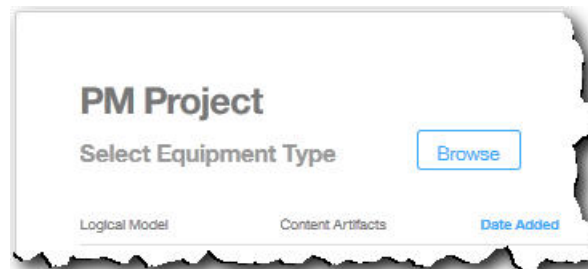 PM Project
Select Equipment Type Browse
Logical Model Content Artifacts Date Added